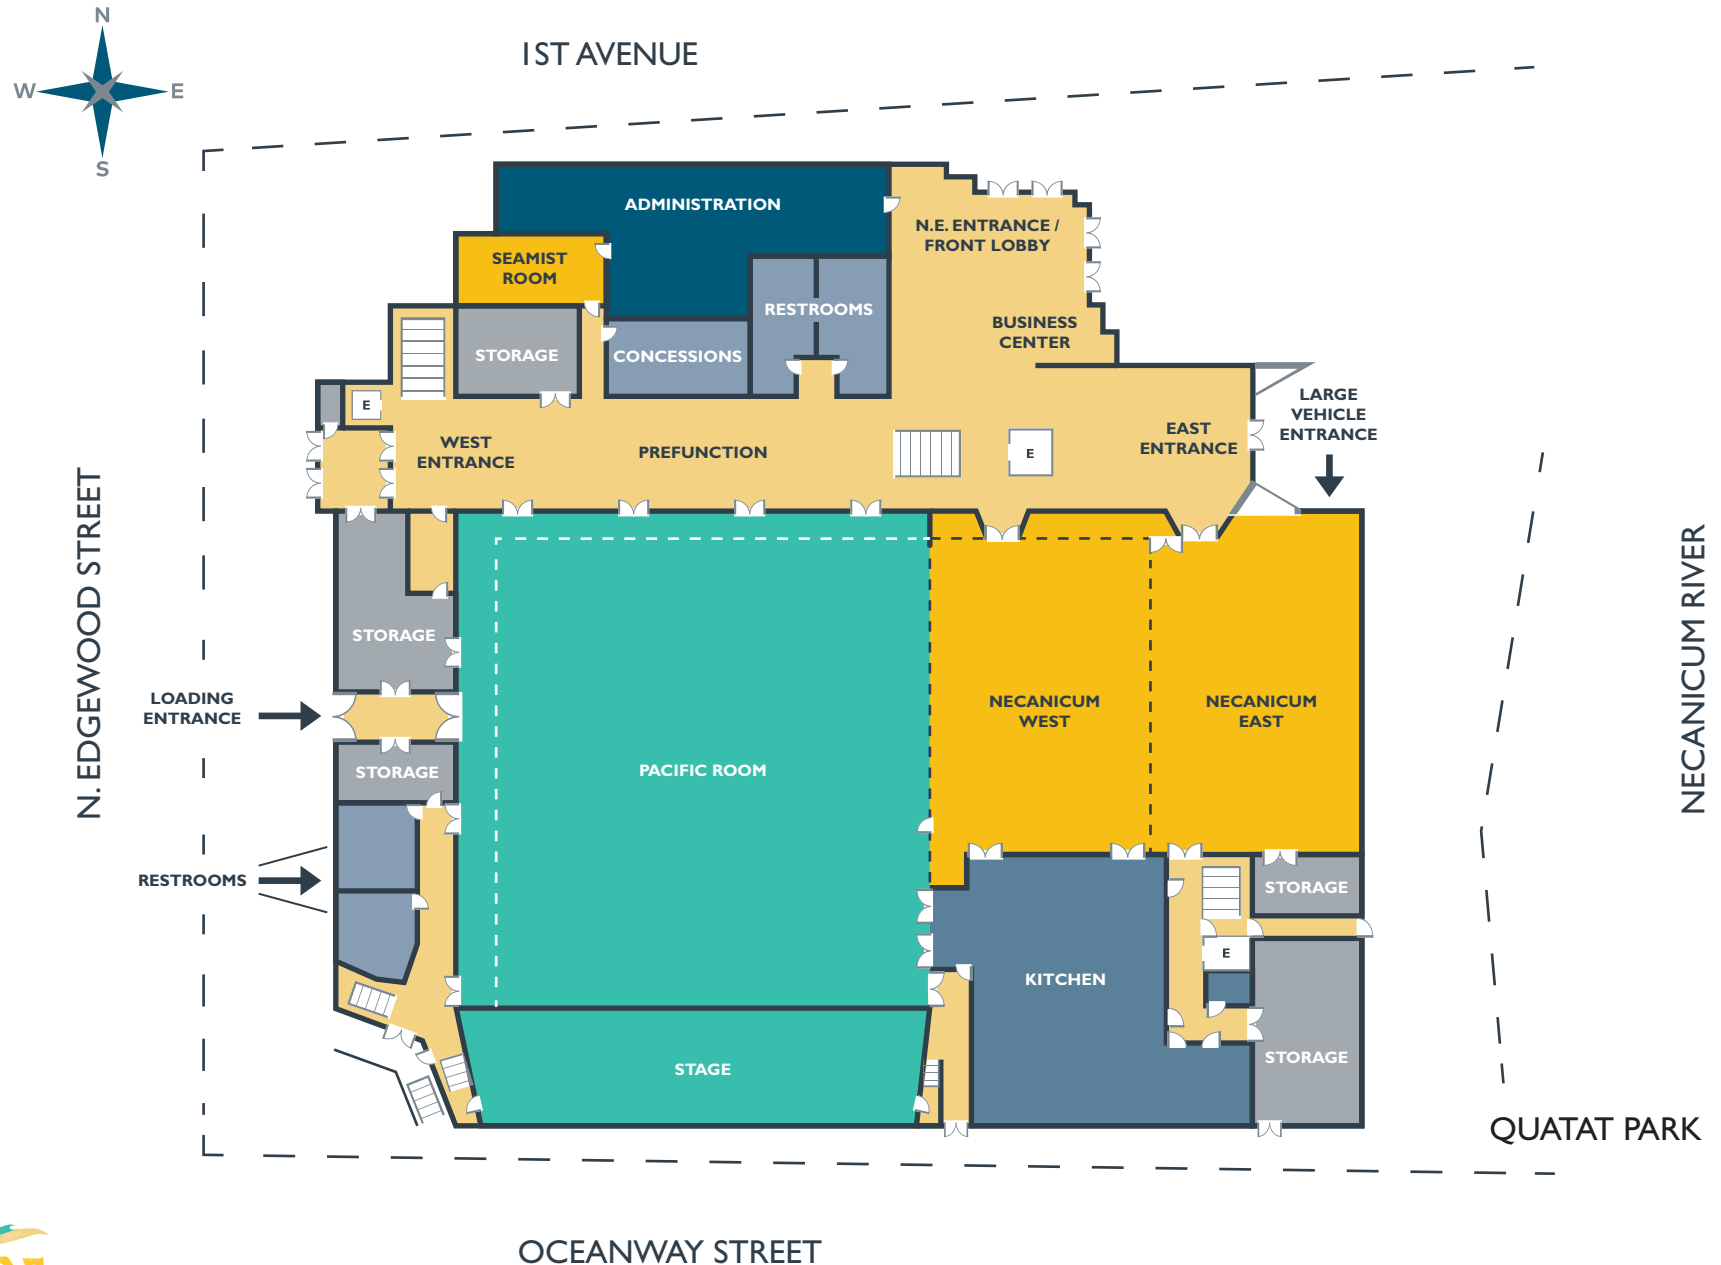 N
W
E
S
1ST AVENUE
ADMINISTRATION
N.E. ENTRANCE /
FRONT LOBBY
SEAMIST
ROOM
RESTROOMS
BUSINESS
CENTER
STORAGE
CONCESSIONS
LARGE
VEHICLE
ENTRANCE
E
WEST
ENTRANCE
PREFUNCTION
E
EAST
ENTRANCE
N. EDGEWOOD STREET
NECANICUM RIVER
STORAGE
LOADING
ENTRANCE
NECANICUM
WEST
NECANICUM
EAST
STORAGE
PACIFIC ROOM
RESTROOMS
STORAGE
E
KITCHEN
STORAGE
STAGE
QUATAT PARK
OCEANWAY STREET